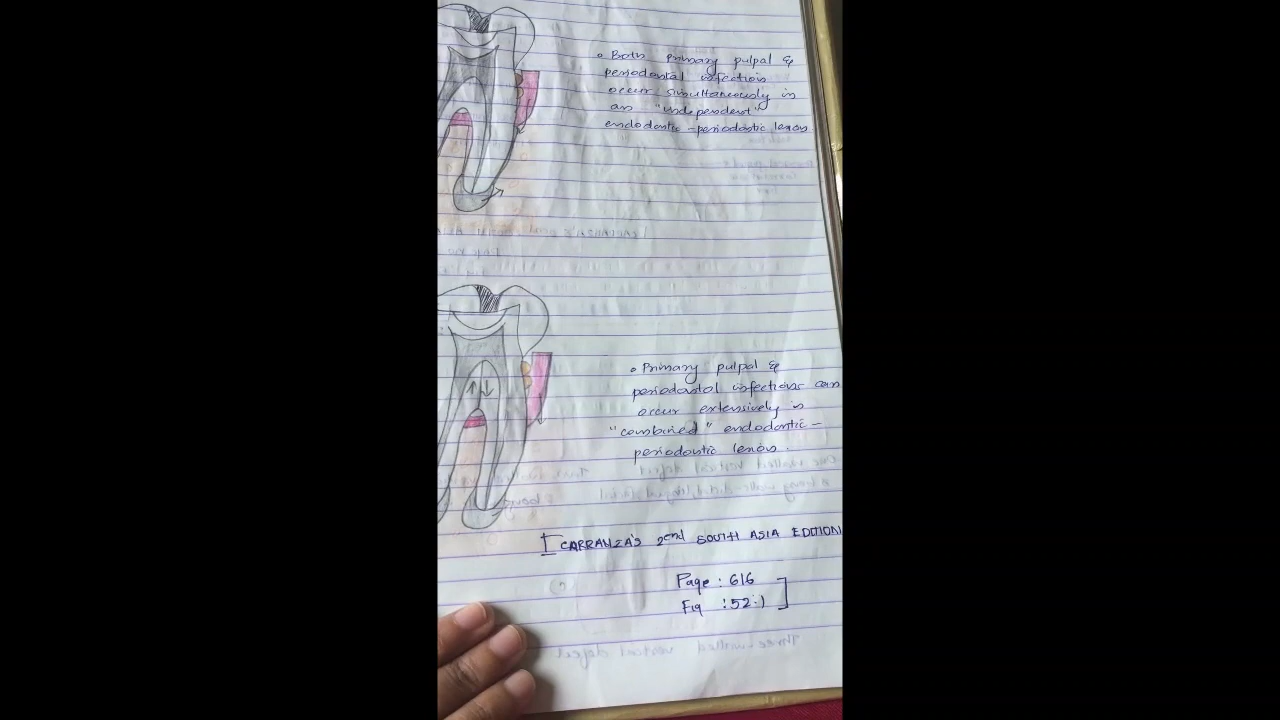 • Both primary pulpal &
periodontal infection
occur simultaneously in
an "independent"
endodontic-periodontic lesion
• Primary pulpal &
periodontal infections can
occur extensively in
"combined" endodontic-
periodontic lesion.
[CARRANZA'S 2nd SOUTH ASIA EDITION
Page : 616
Fig : 52.1]